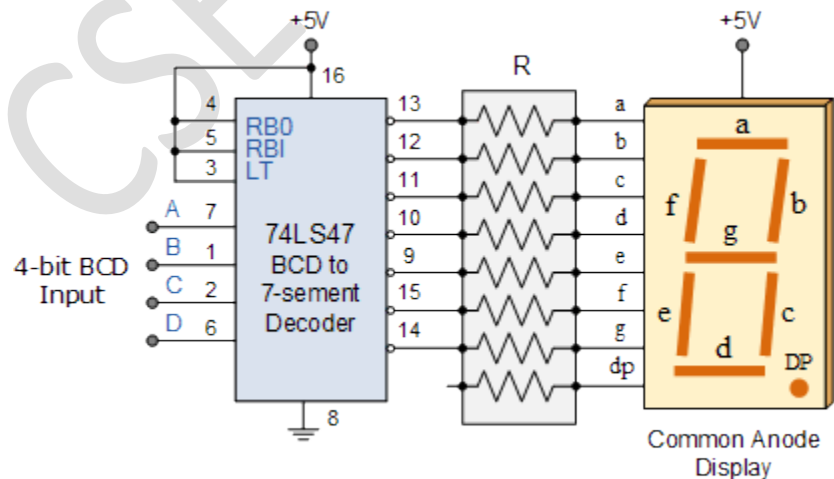 CSE
+5V
+5V
16
R
4
RB0
5
RBI
3
LT
13
a
12
b
11
c
10
d
9
e
15
f
14
g
dp
A
7
B
1
C
2
D
6
4-bit BCD
Input
74LS47
BCD to
7-sement
Decoder
8
a
f
b
g
e
c
d
DP
Common Anode
Display